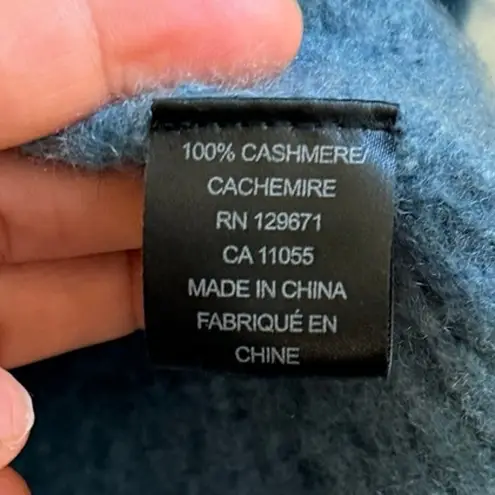 100% CASHMERE/
CACHEMIRE
RN 129671
CA 11055
MADE IN CHINA
FABRIQUÉ EN
CHINE